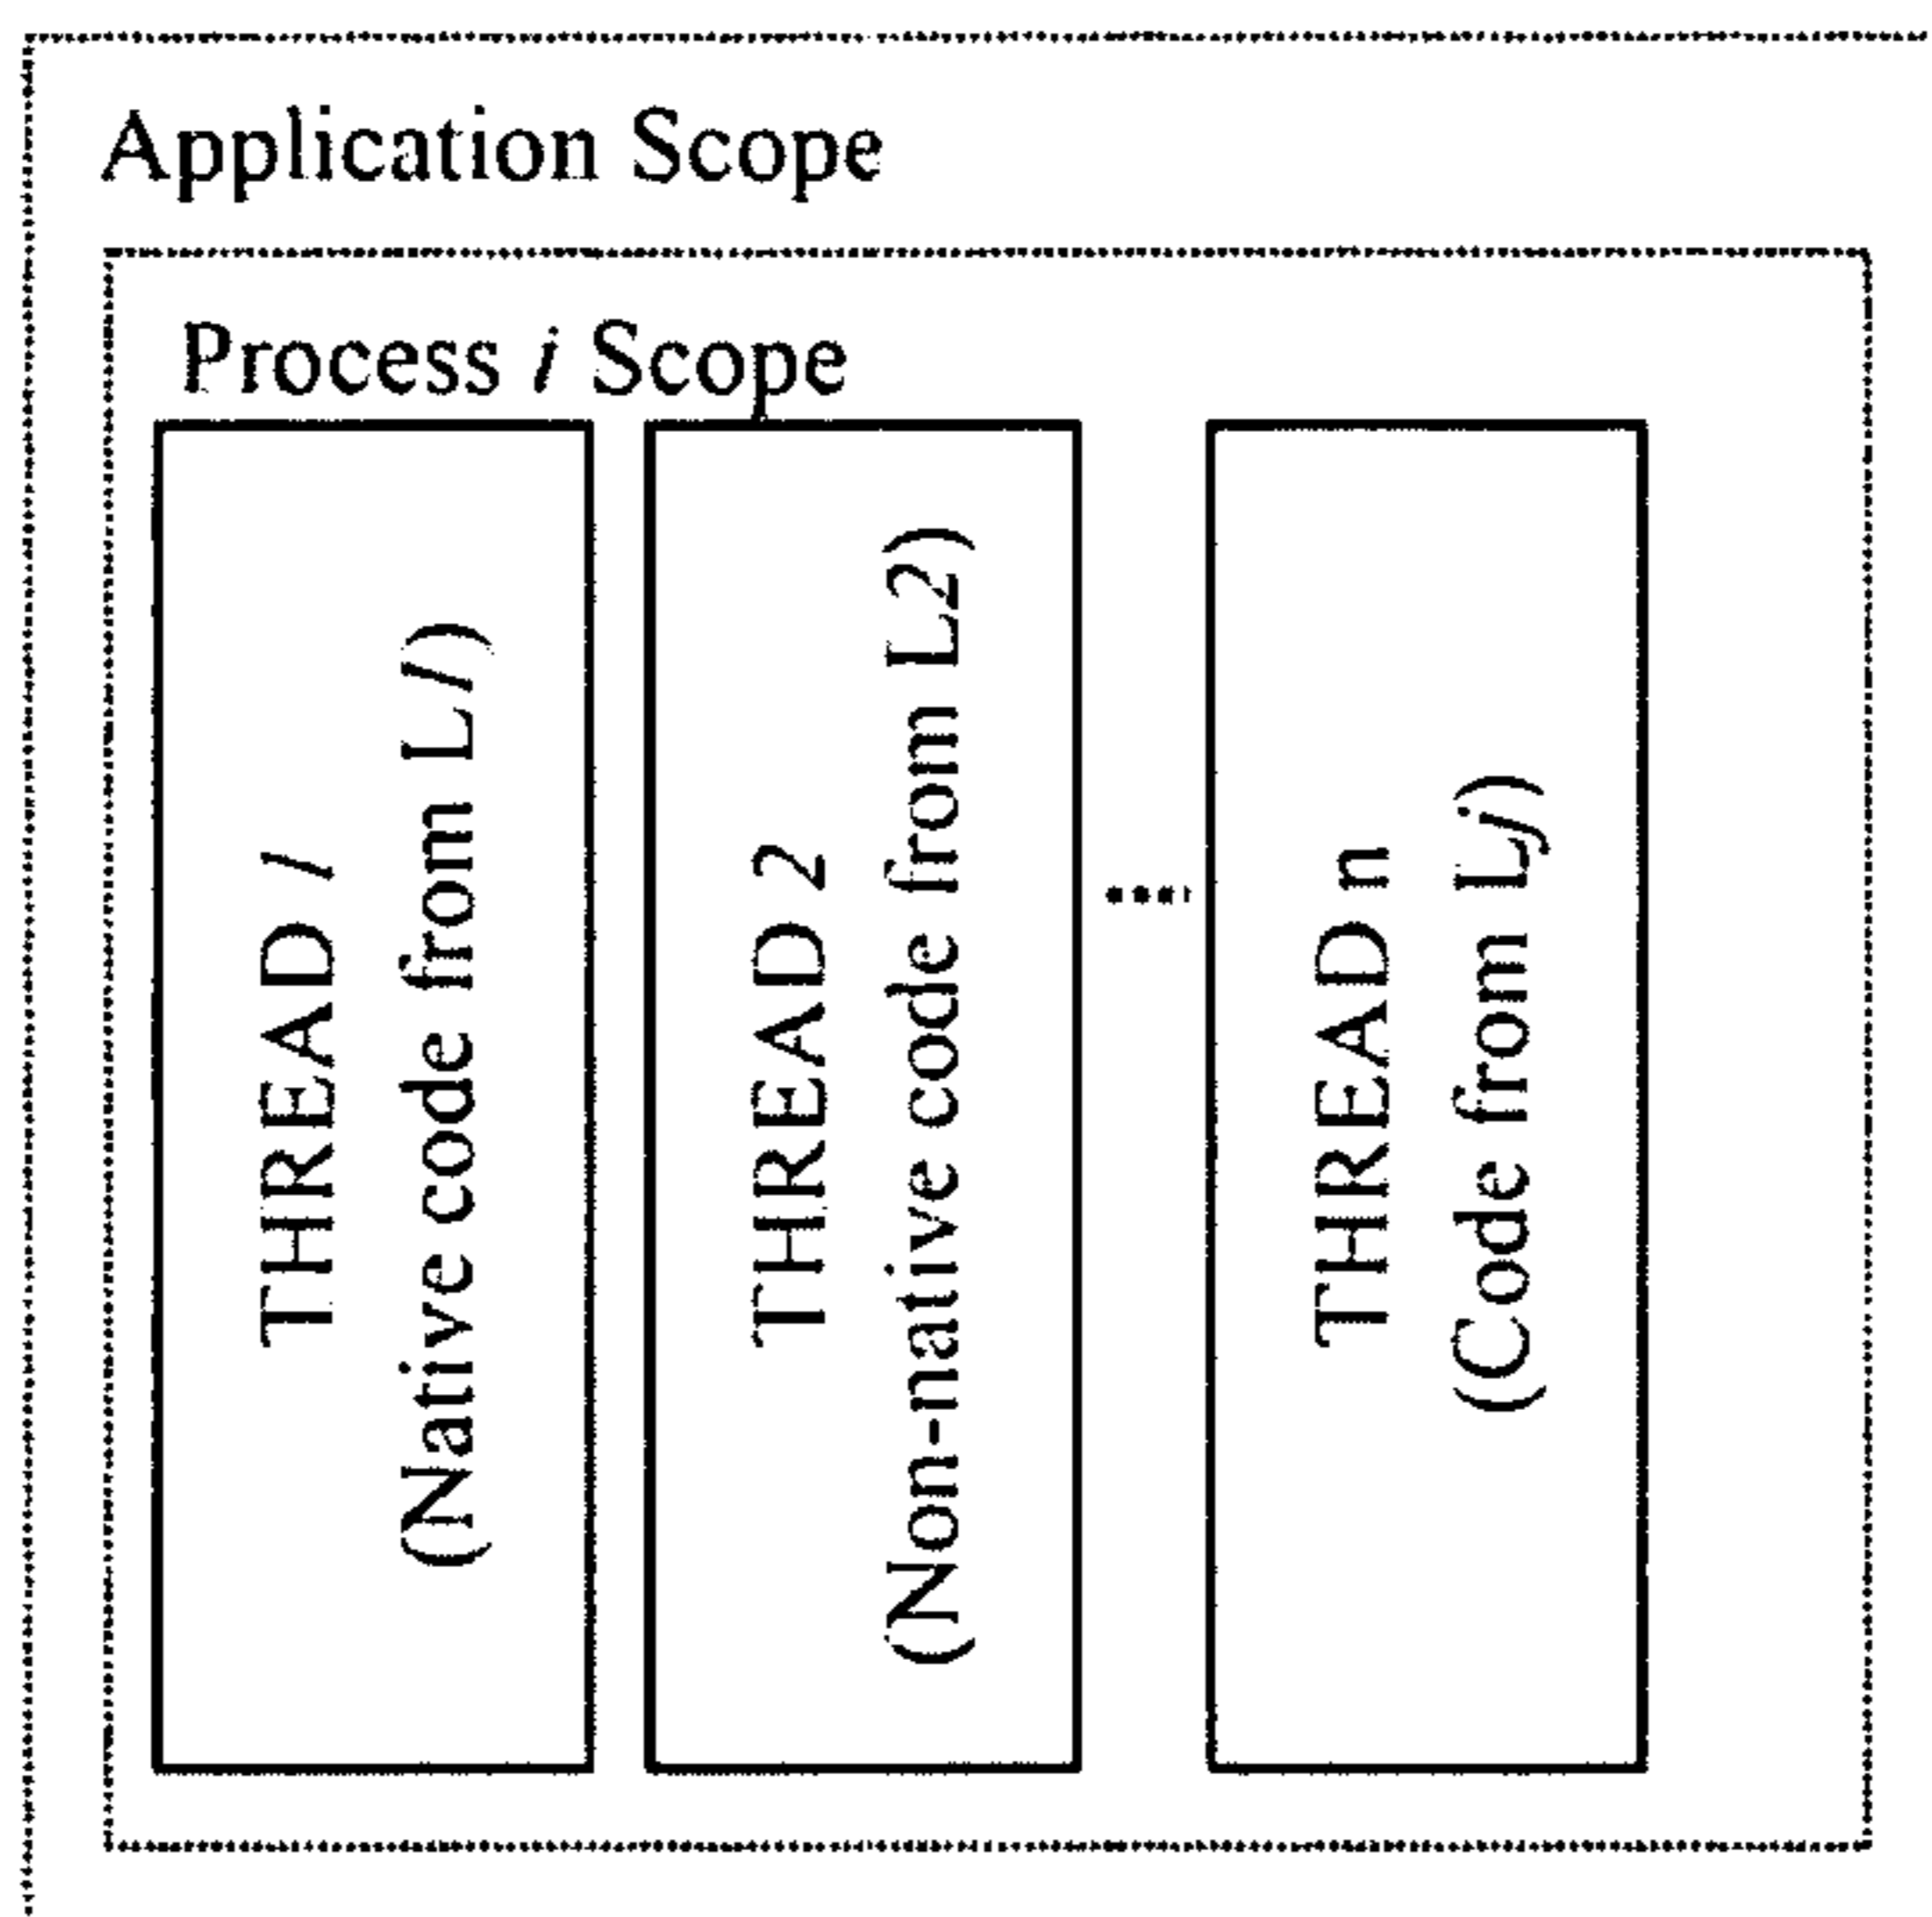 Application Scope
Process i Scope
THREAD 1
(Native code from L1)
THREAD 2
(Non-native code from L2)
....
THREAD n
(Code from Lj)